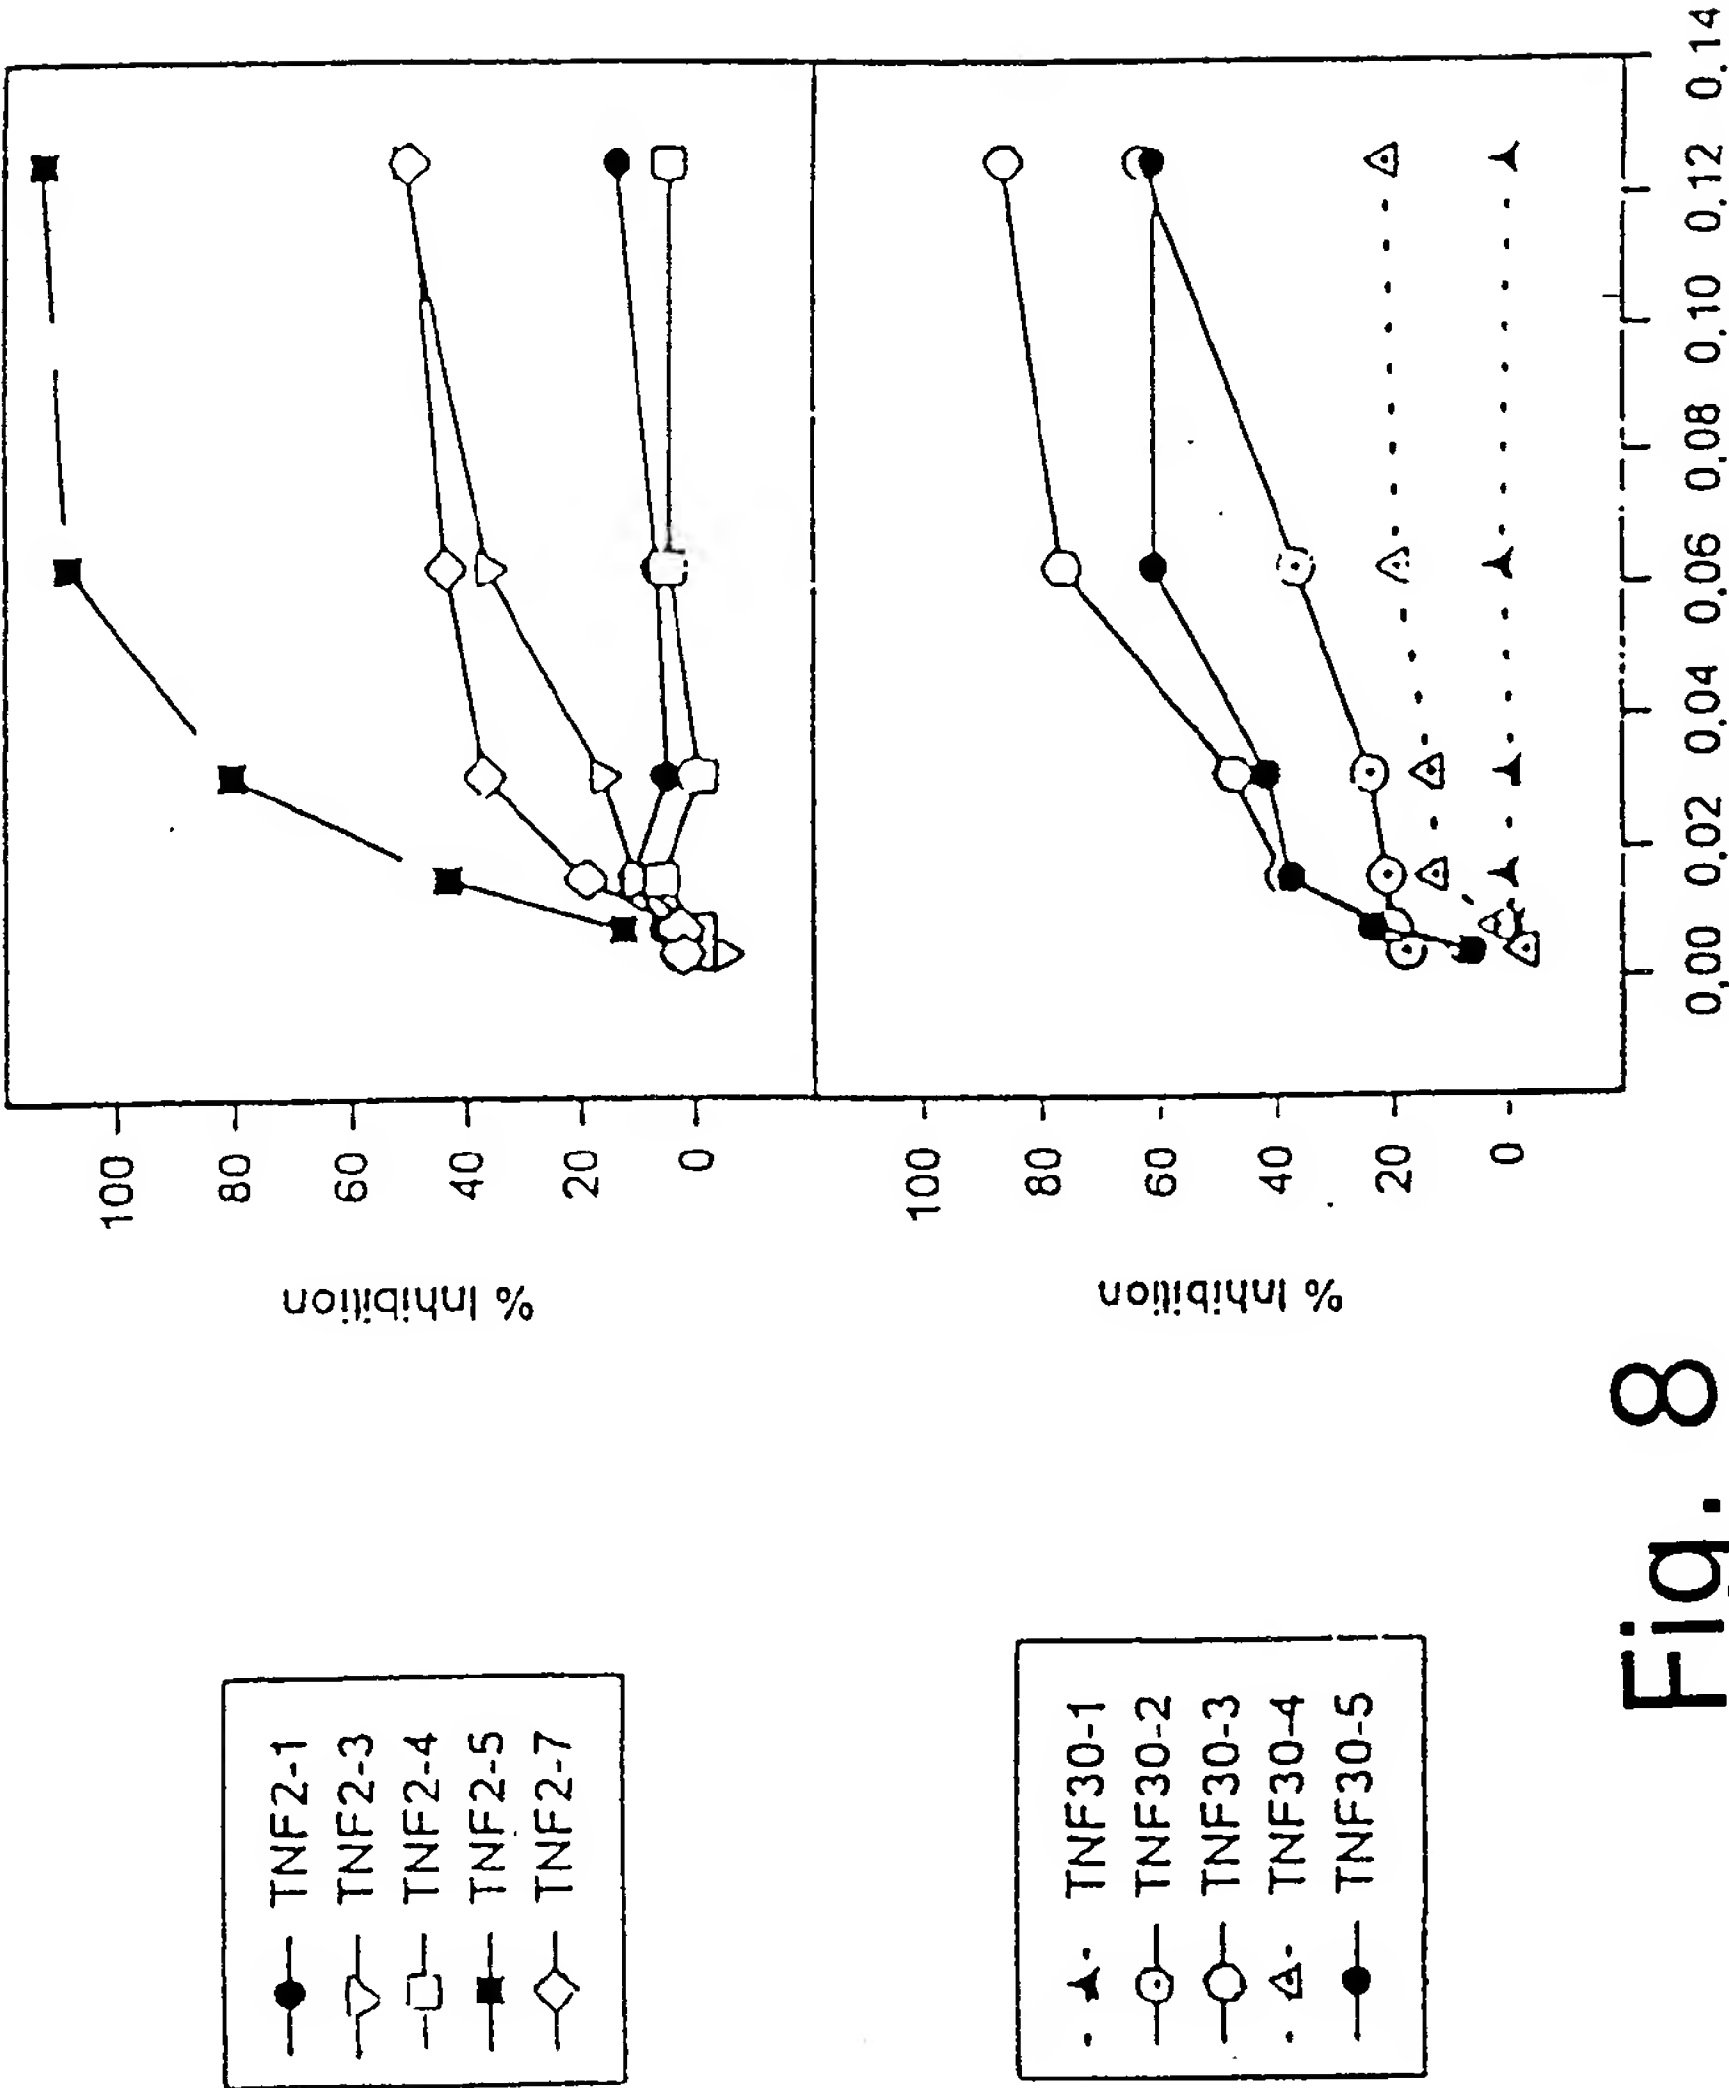 TNF2-1
TNF2-3
TNF2-4
TNF2-5
TNF2-7
% Inhibition
100
80
60
40
20
0
TNF30-1
TNF30-2
TNF30-3
TNF30-4
TNF30-5
% Inhibition
100
80
60
40
20
0
0,00 0,02 0,04 0,06 0,08 0.10 0.12 0.14
Fig. 8